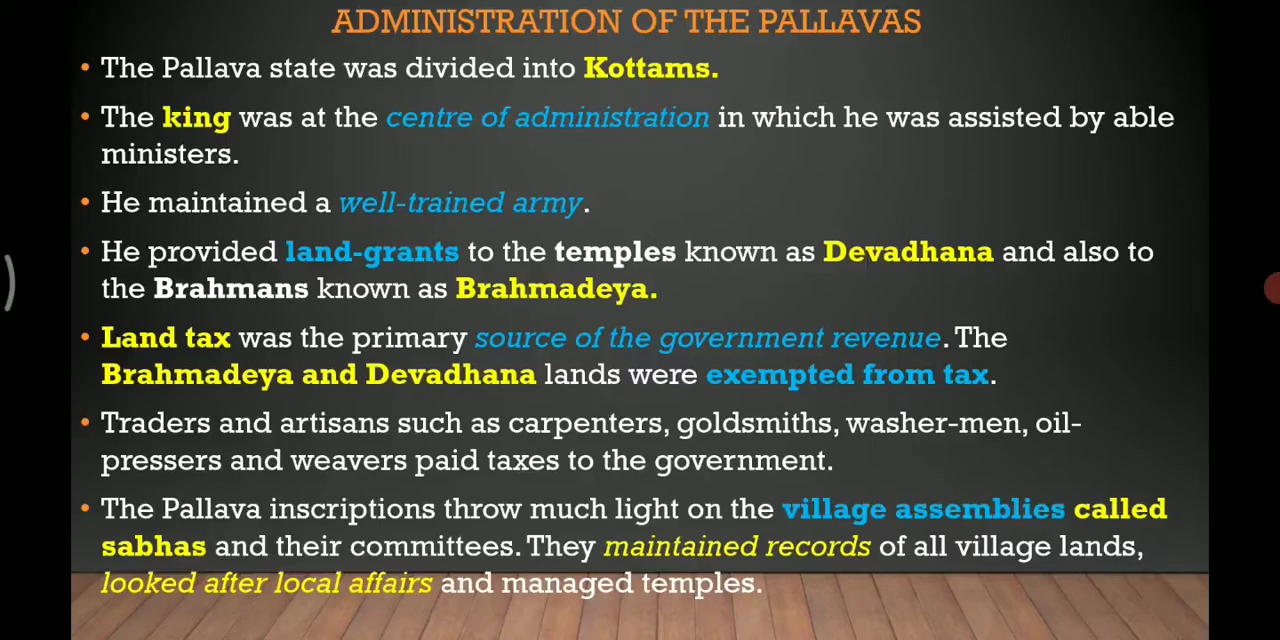 ADMINISTRATION OF THE PALLAVAS
• The Pallava state was divided into Kottams.
• The king was at the centre of administration in which he was assisted by able
ministers.
• He maintained a well-trained army.
• He provided land-grants to the temples known as Devadhana and also to
the Brahmans known as Brahmadeya.
• Land tax was the primary source of the government revenue. The
Brahmadeya and Devadhana lands were exempted from tax.
• Traders and artisans such as carpenters, goldsmiths, washer-men, oil-
pressers and weavers paid taxes to the government.
• The Pallava inscriptions throw much light on the village assemblies called
sabhas and their committees. They maintained records of all village lands,
looked after local affairs and managed temples.